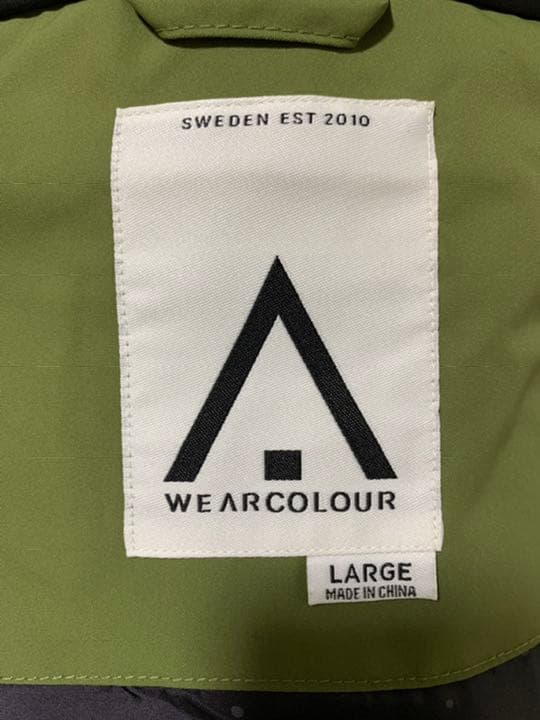 SWEDEN EST 2010
WEARCOLOUR
LARGE
MADE IN CHINA